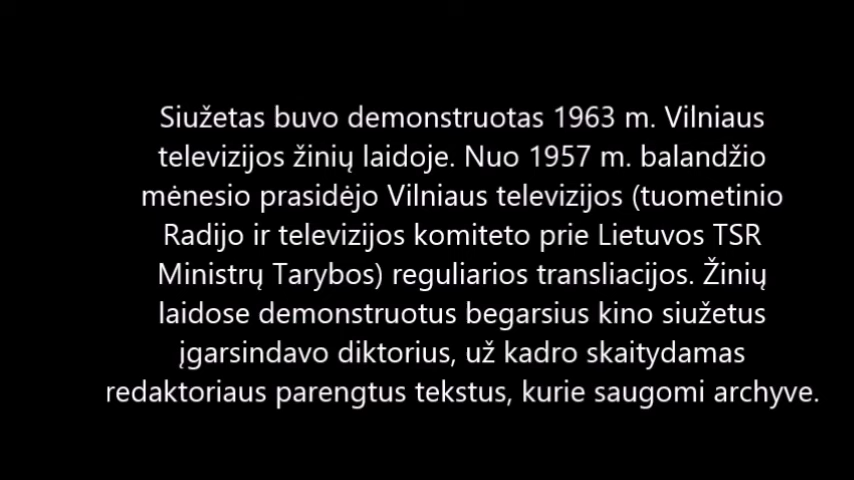 Siužetas buvo demonstruotas 1963 m. Vilniaus
televizijos žinių laidoje. Nuo 1957 m. balandžio
mėnesio prasidėjo Vilniaus televizijos (tuometinio
Radijo ir televizijos komiteto prie Lietuvos TSR
Ministrų Tarybos) reguliarios transliacijos. Žinių
laidose demonstruotus begarsius kino siužetus
įgarsindavo diktorius, už kadro skaitydamas
redaktoriaus parengtus tekstus, kurie saugomi archyve.